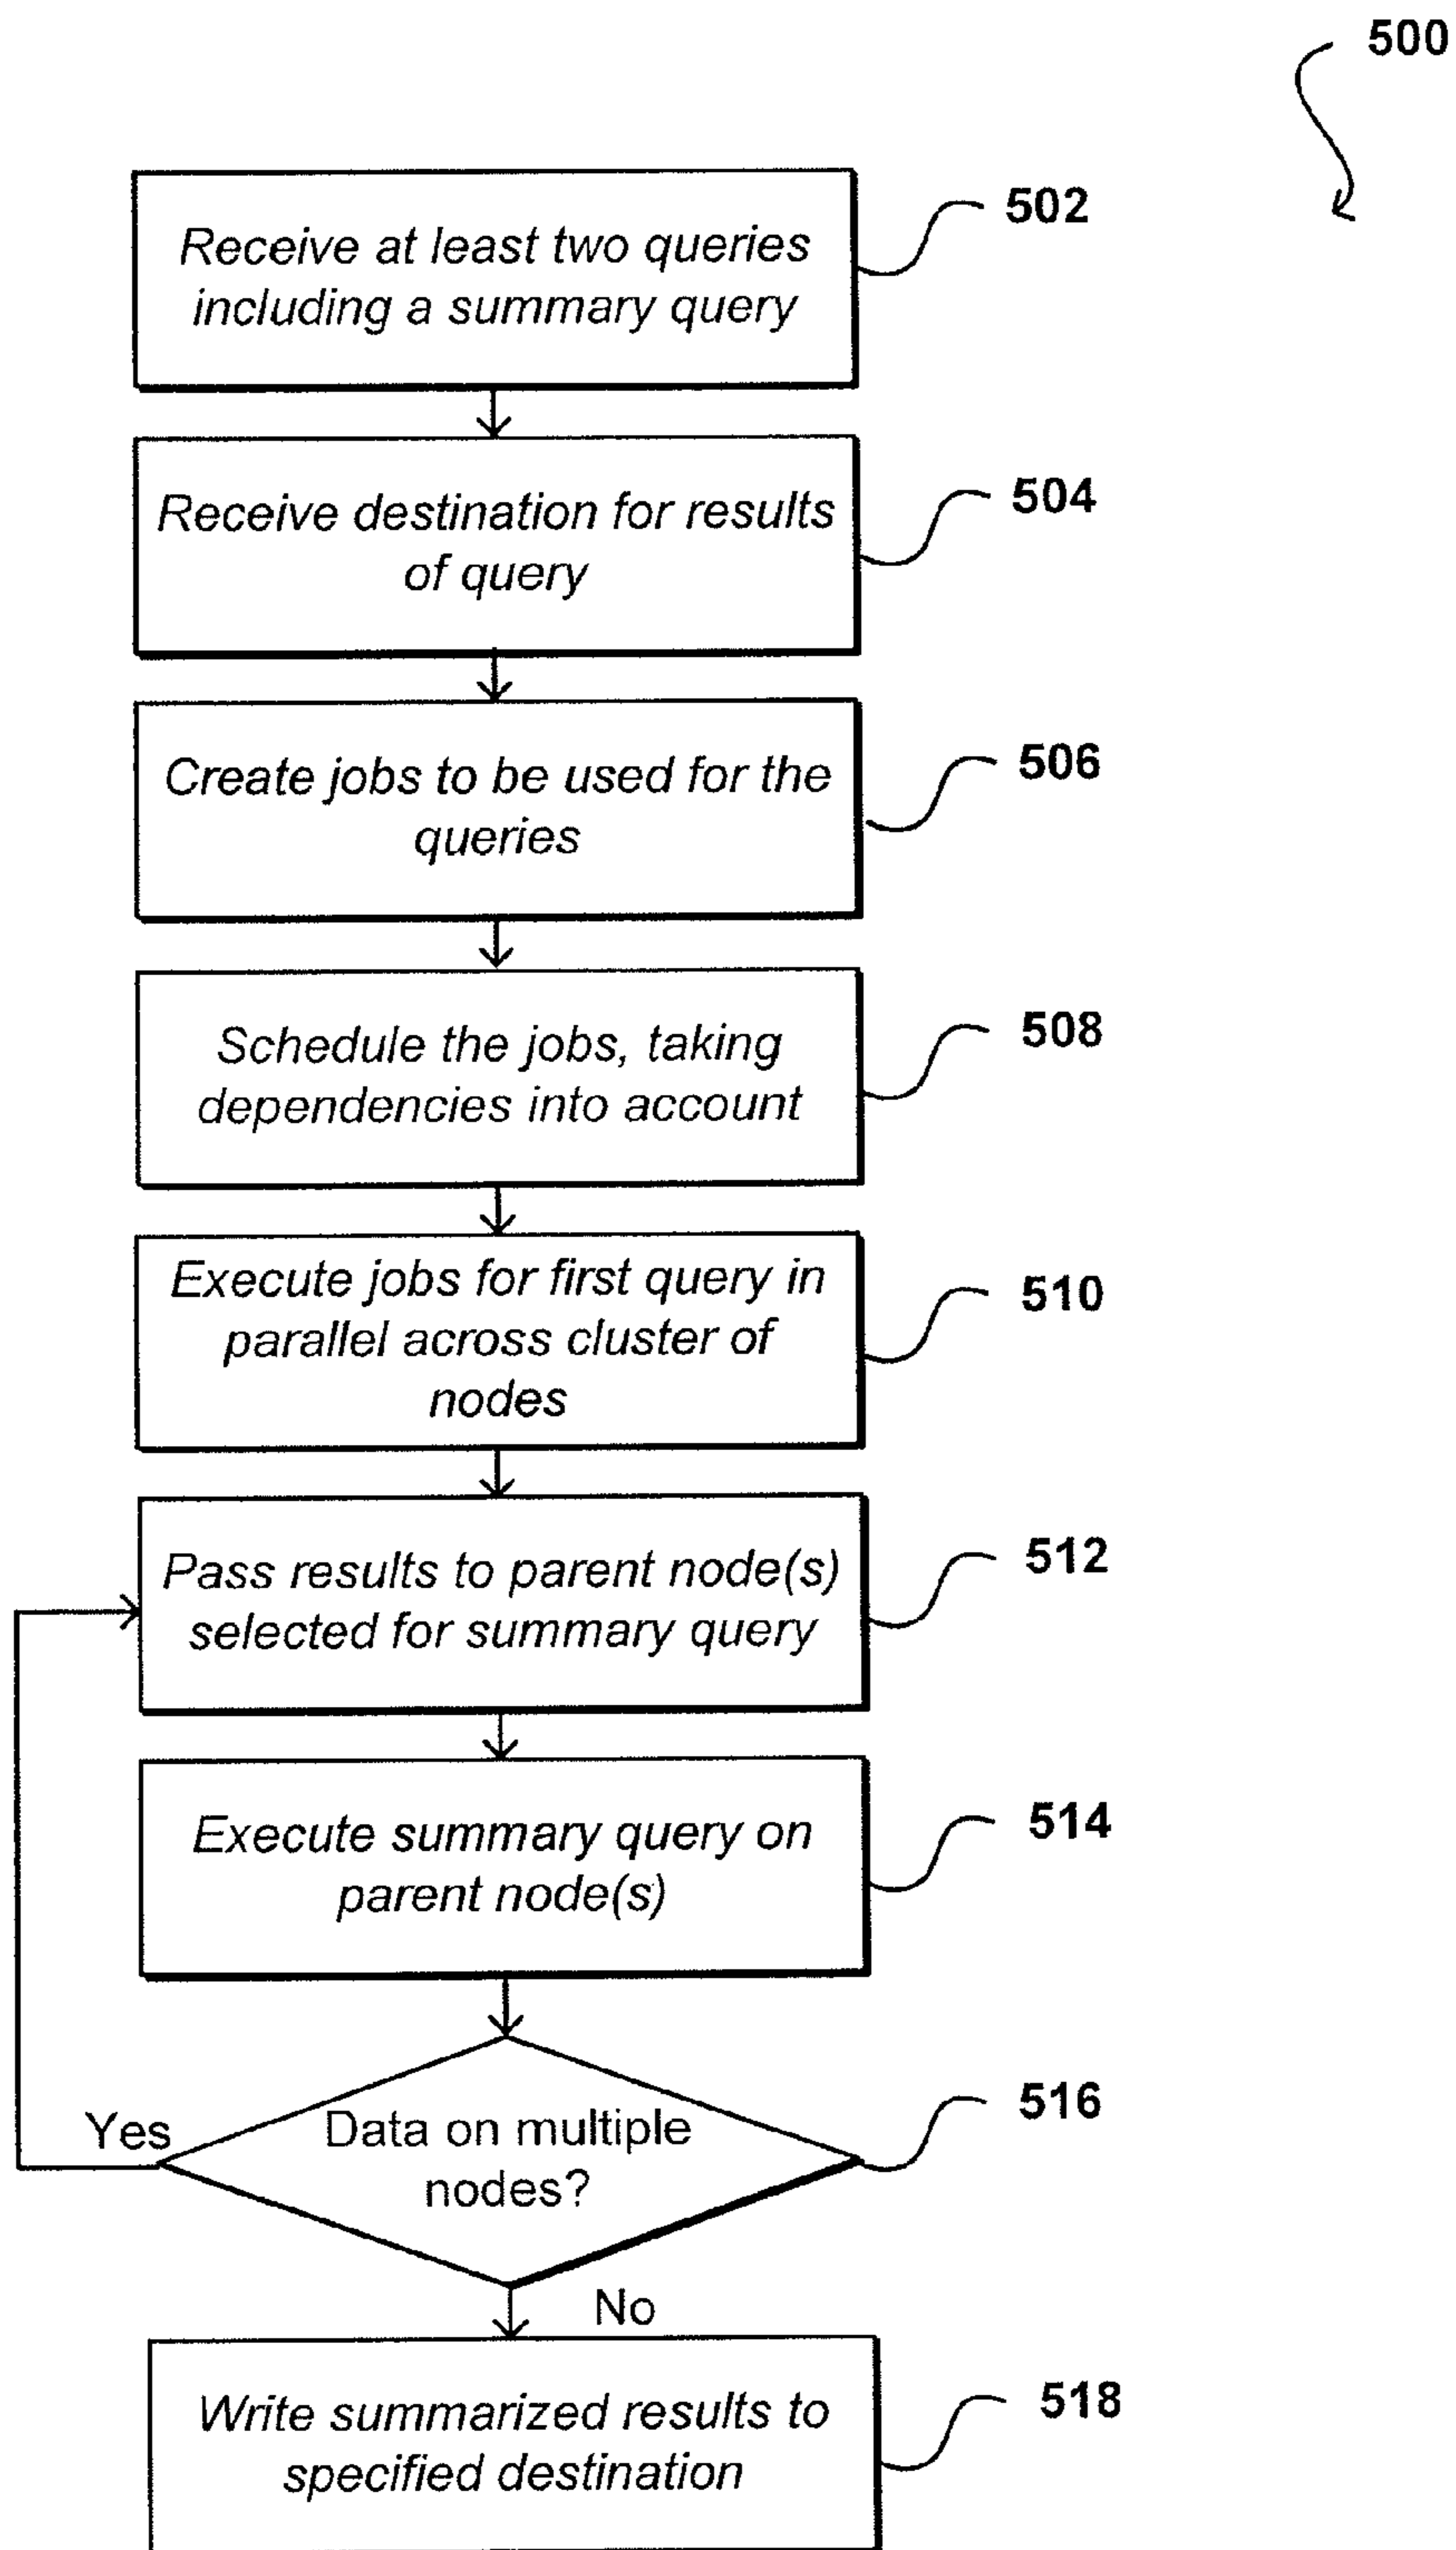 500
Receive at least two queries
including a summary query
502
Receive destination for results
of query
504
Create jobs to be used for the
queries
506
Schedule the jobs, taking
dependencies into account
508
Execute jobs for first query in
parallel across cluster of
nodes
510
Pass results to parent node(s)
selected for summary query
512
Execute summary query on
parent node(s)
514
Data on multiple
nodes?
516
Yes
No
Write summarized results to
specified destination
518